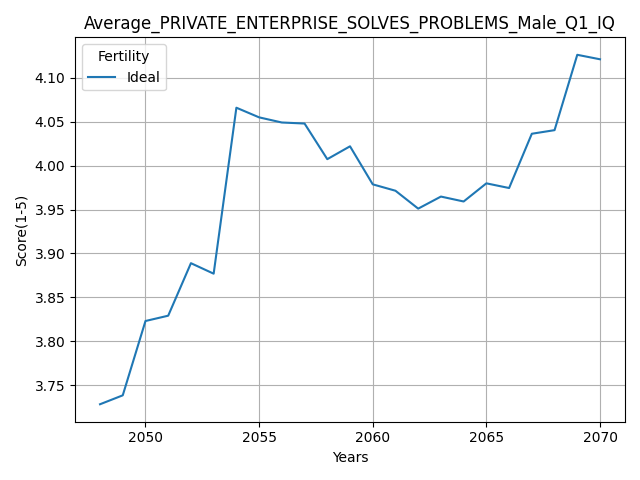 Average_PRIVATE_ENTERPRISE_SOLVES_PROBLEMS_Male_Q1_IQ
Fertility
Ideal
4.10
4.05
4.00
3.95
3.90
3.85
3.80
3.75
Score(1-5)
2050 2055 2060 2065 2070
Years